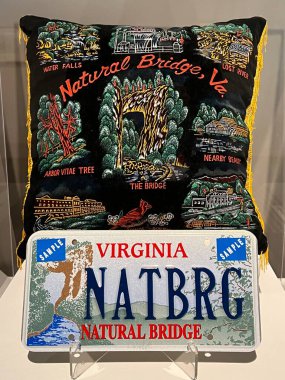 WATER FALLS
LOST RIVER
Natural Bridge, Va.
ARBOR VITAE TREE
THE BRIDGE
NEARBY
SAMPLE
VIRGINIA
SAMPLE
NATBRG
NATURAL BRIDGE